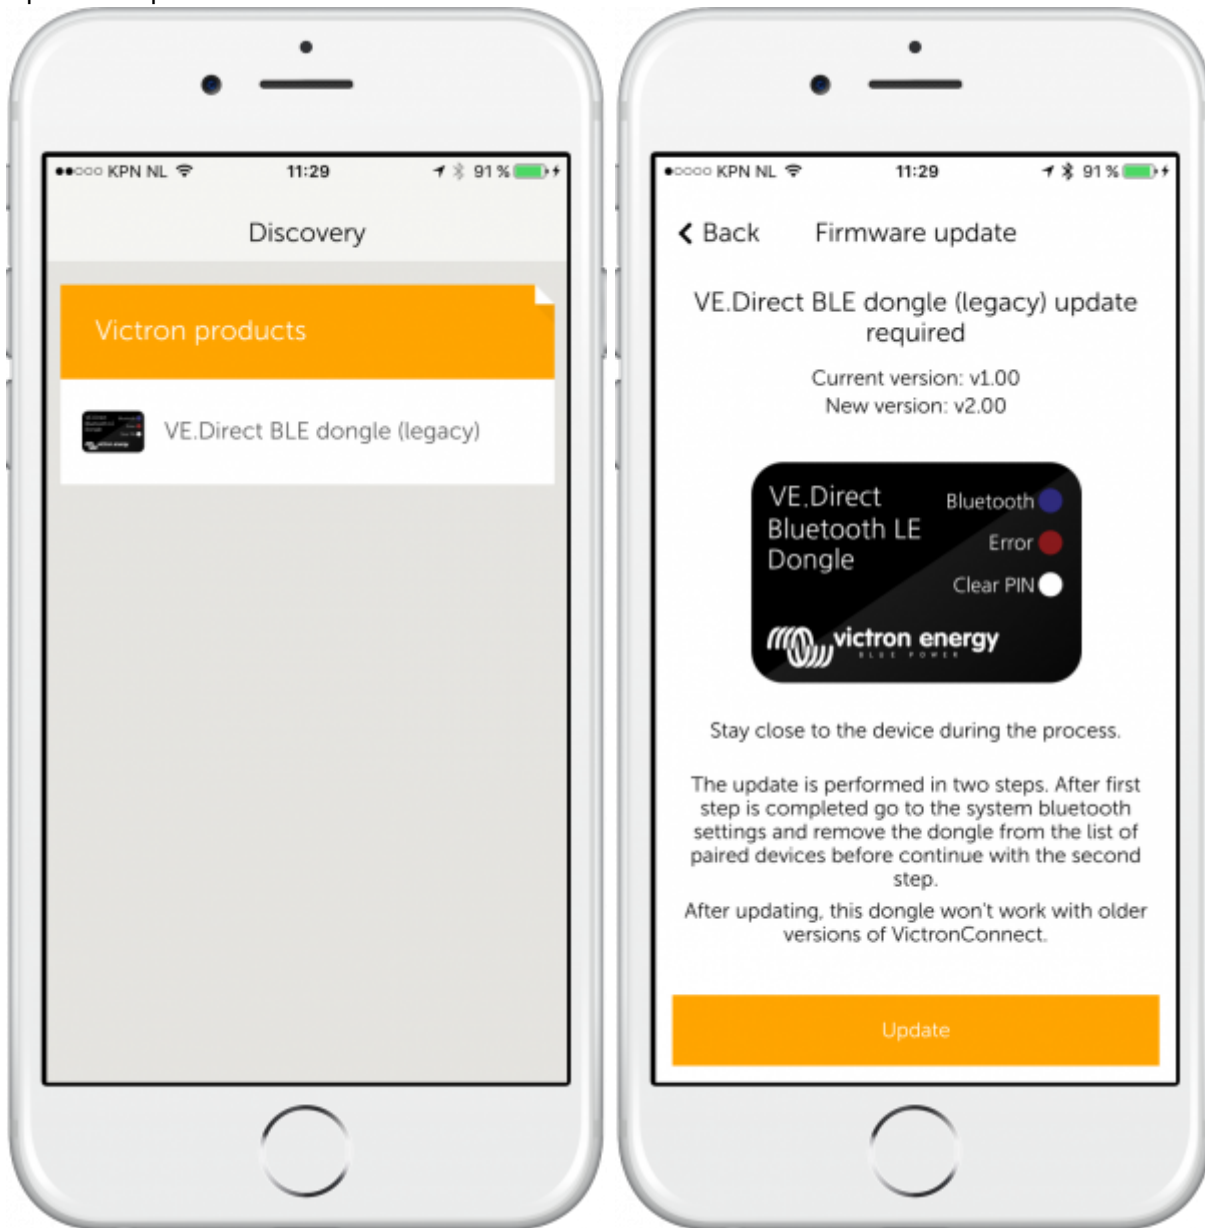 KPN NL 11:29 91 %
Discovery
Victron products
VE.Direct BLE dongle (legacy)
KPN NL 11:29 91 %
Back Firmware update
VE.Direct BLE dongle (legacy) update
required
Current version: v1.00
New version: v2.00
VE.Direct
Bluetooth LE
Dongle
Bluetooth
Error
Clear PIN
victron energy
BLUE POWER
Stay close to the device during the process.
The update is performed in two steps. After first
step is completed go to the system bluetooth
settings and remove the dongle from the list of
paired devices before continue with the second
step.
After updating, this dongle won't work with older
versions of VictronConnect.
Update